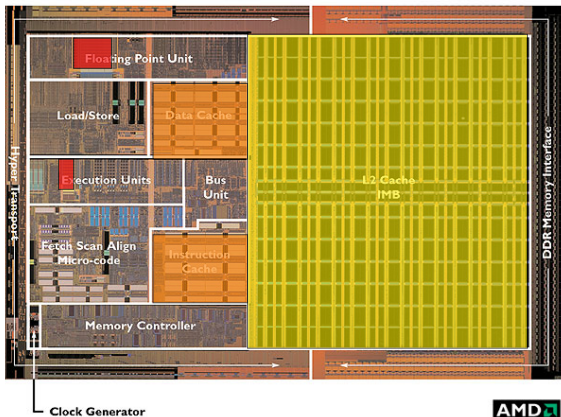 Floating Point Unit
Load/Store
Data Cache
Hyper Transport
Execution Units
Bus
Unit
L2 Cache
1MB
DDR Memory Interface
Fetch Scan Align
Micro-code
Instruction
Cache
Memory Controller
Clock Generator
AMD